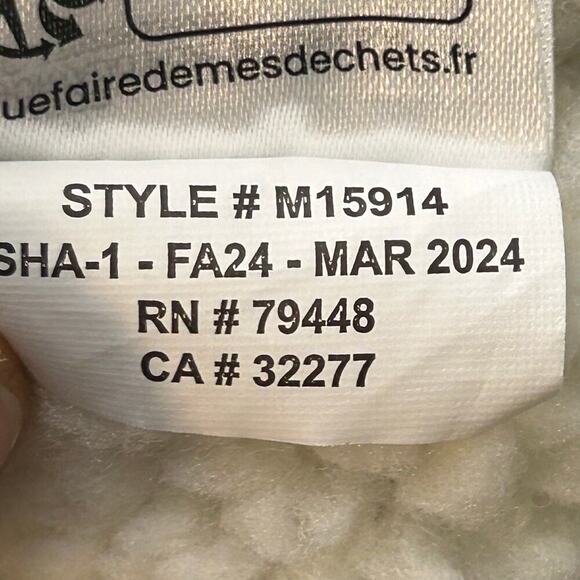 uefairedemesdechets.fr
STYLE # M15914
SHA-1 - FA24 - MAR 2024
RN # 79448
CA # 32277